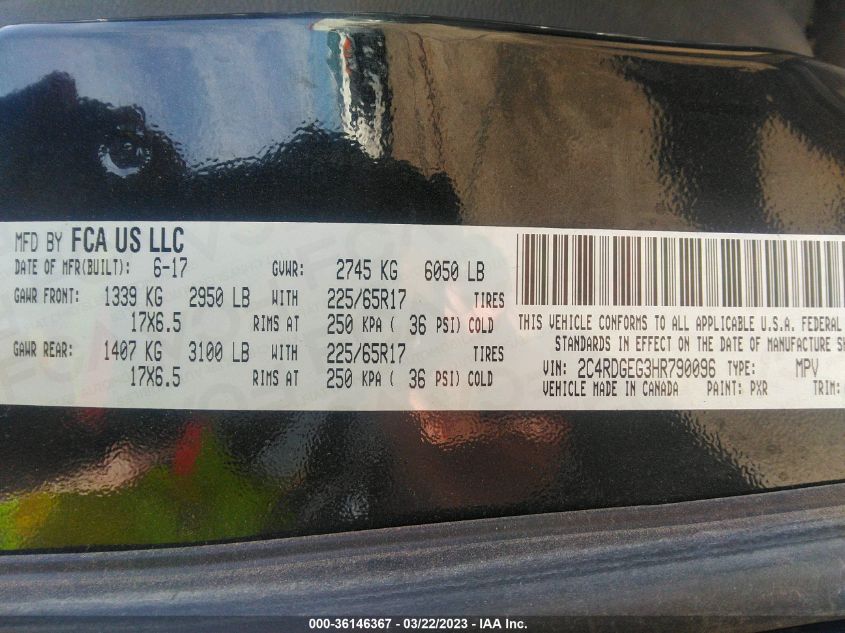 MFD BY FCA US LLC
DATE OF MFR(BUILT): 6-17 GVWR: 2745 KG 6050 LB
GAWR FRONT: 1339 KG 2950 LB WITH 225/65R17 TIRES
17X6.5 RIMS AT 250 KPA ( 36 PSI) COLD
GAWR REAR: 1407 KG 3100 LB WITH 225/65R17 TIRES
17X6.5 RIMS AT 250 KPA ( 36 PSI) COLD
THIS VEHICLE CONFORMS TO ALL APPLICABLE U.S.A. FEDERAL
STANDARDS IN EFFECT ON THE DATE OF MANUFACTURE SH
VIN: 2C4RDGEG3HR790096 TYPE: MPV
VEHICLE MADE IN CANADA PAINT: PXR TRIM:
000-36146367 - 03/22/2023 - © IAA Inc.